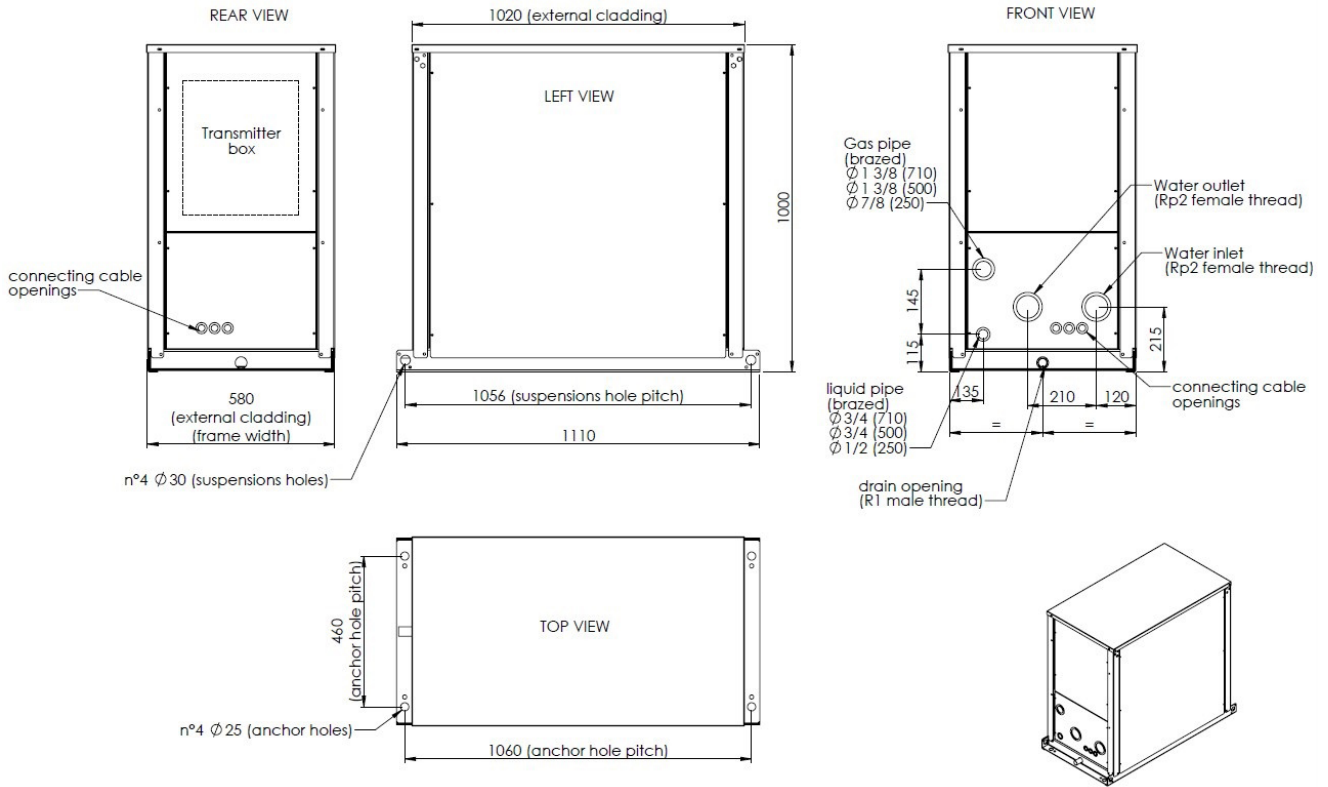 REAR VIEW
1020 (external cladding)
FRONT VIEW
LEFT VIEW
Transmitter
box
Gas pipe
(brazed)
∅ 1 3/8 (710)
∅ 1 3/8 (500)
∅ 7/8 (250)
Water outlet
(Rp2 female thread)
1000
Water inlet
(Rp2 female thread)
connecting cable
openings
145
115
215
1056 (suspensions hole pitch)
1110
580
(external cladding)
(frame width)
135
210
120
=
=
connecting cable
openings
liquid pipe
(brazed)
∅ 3/4 (710)
∅ 3/4 (500)
∅ 1/2 (250)
n°4 ∅ 30 (suspensions holes)
drain opening
(R1 male thread)
460
(anchor hole pitch)
TOP VIEW
n°4 ∅ 25 (anchor holes)
1060 (anchor hole pitch)